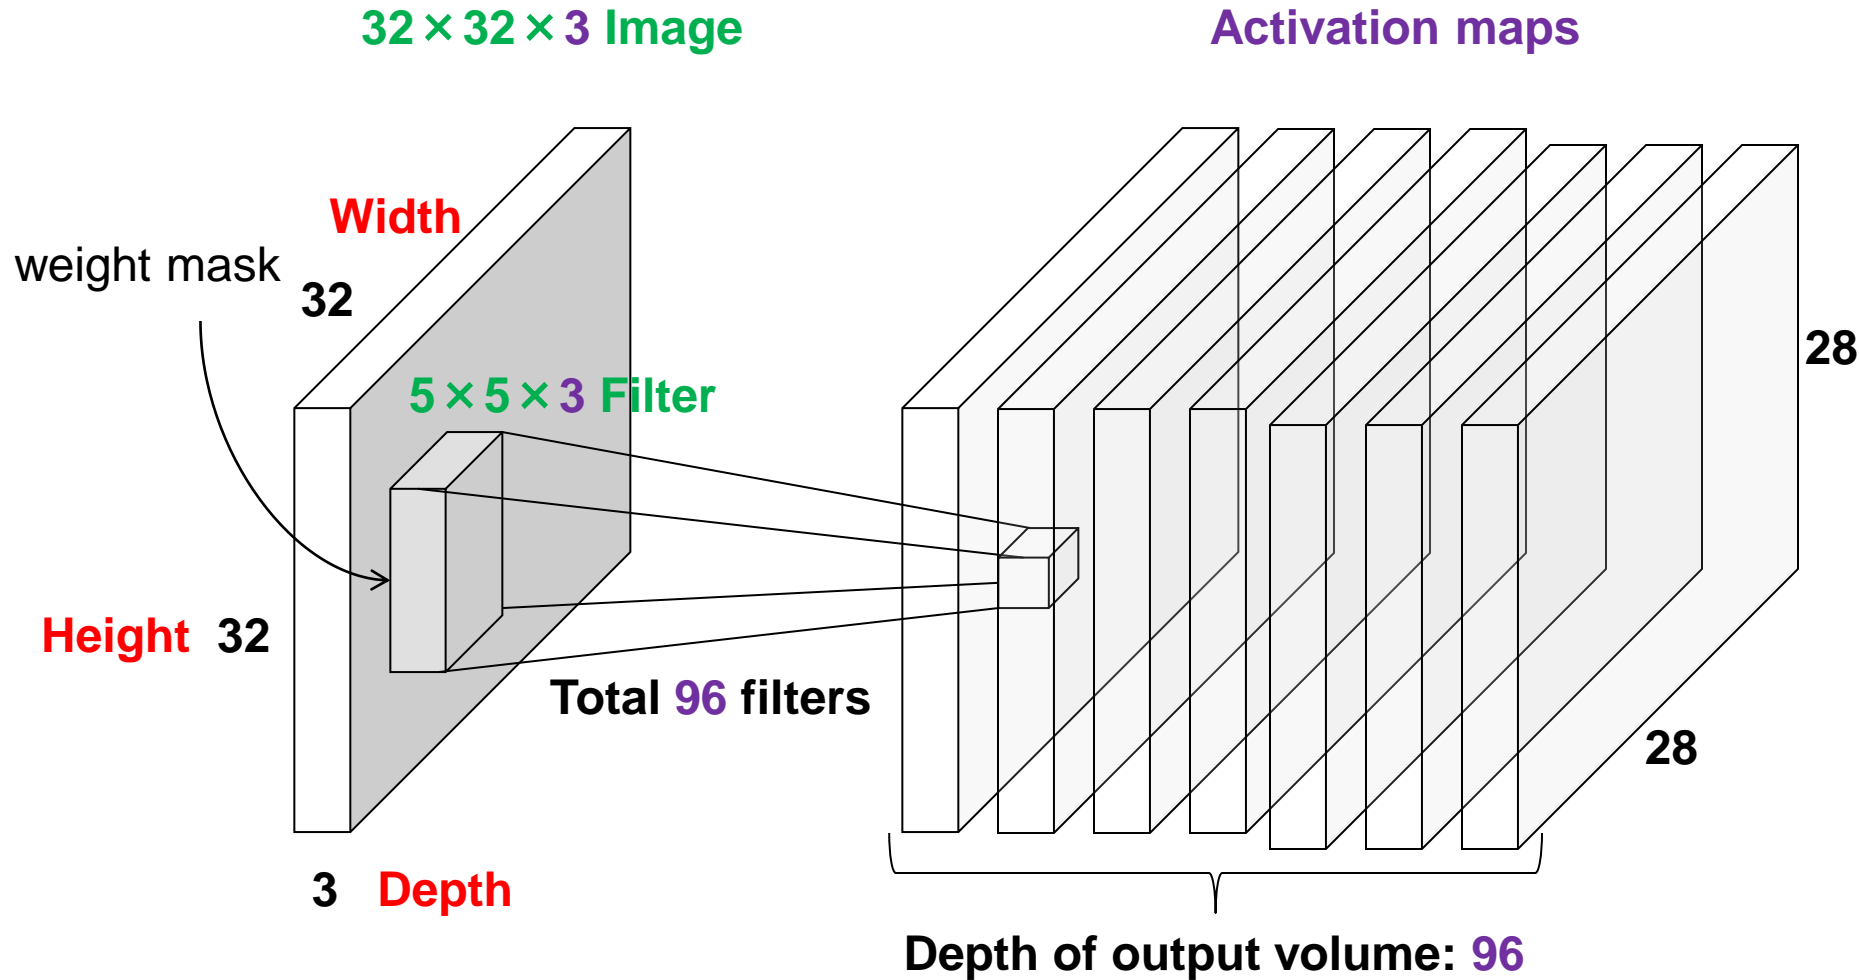 32×32×3 Image
Activation maps
Width
weight mask
32
28
5×5×3 Filter
Height 32
Total 96 filters
28
3 Depth
Depth of output volume: 96